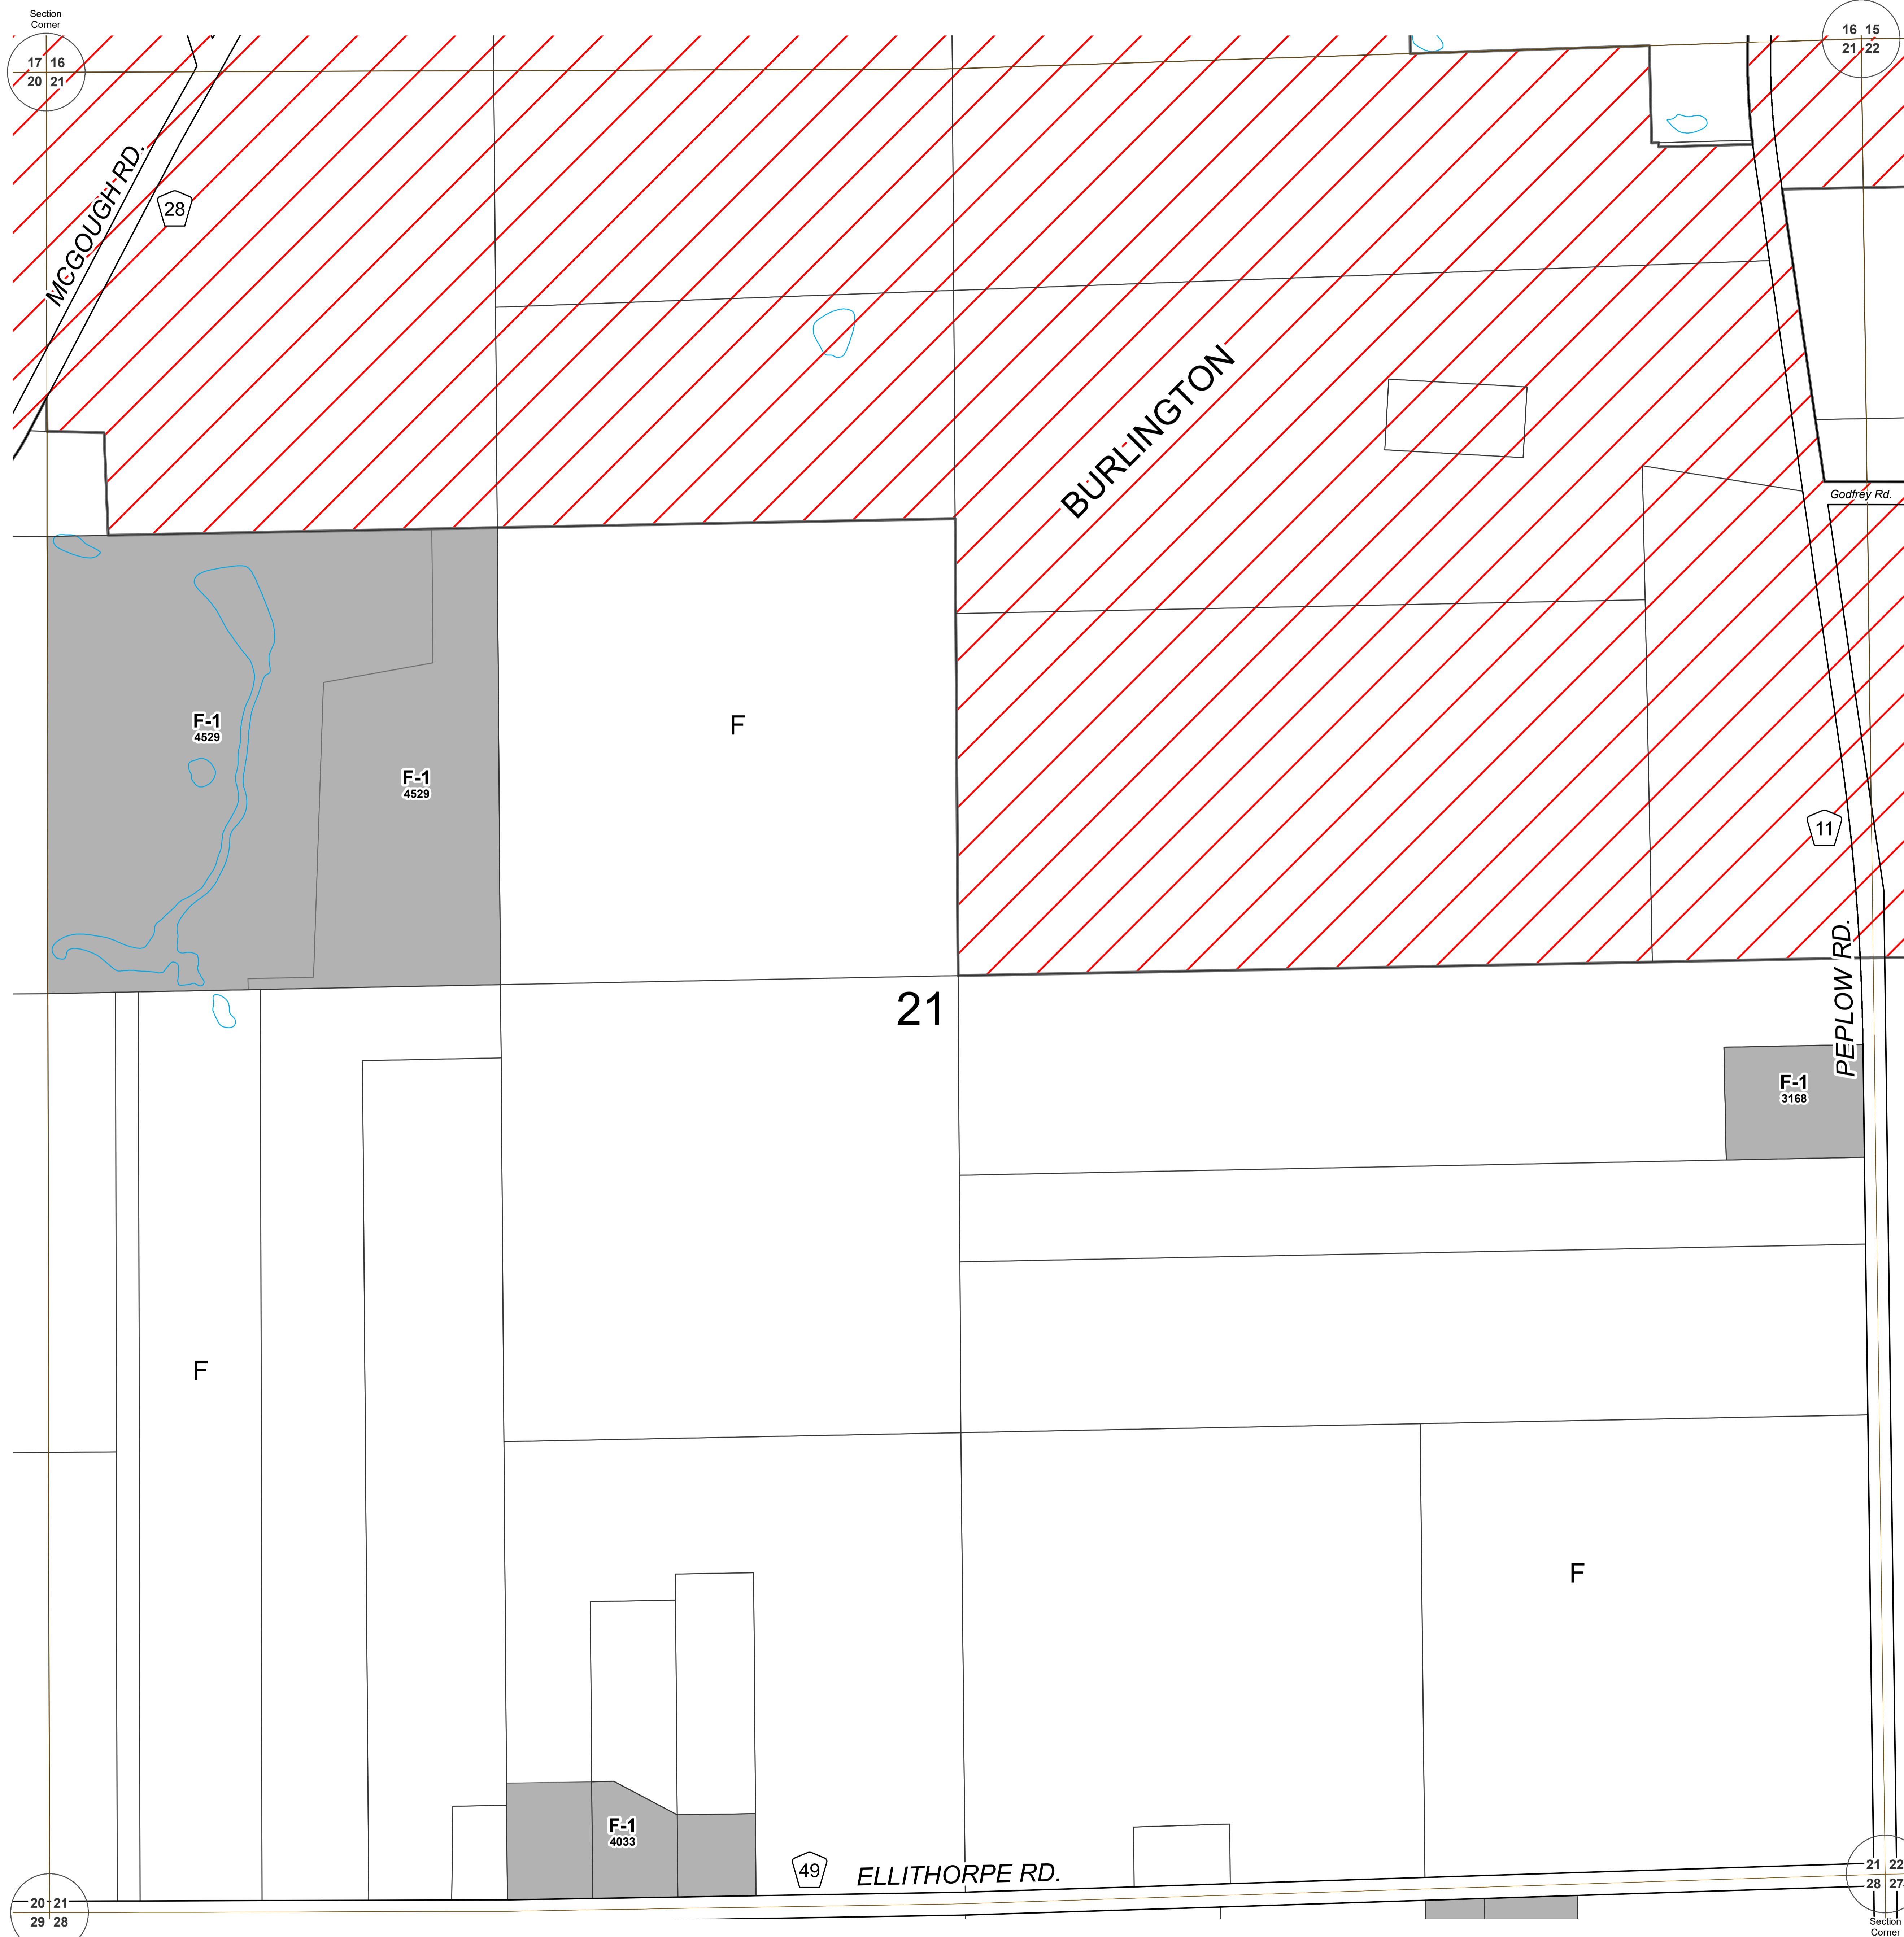 Section
Corner
17 16
20 21
16 15
21 22
MCGOUGH RD.
28
BURLINGTON
Godfrey Rd.
F-1
4529
F-1
4529
F
11
PEPLOW RD.
21
F-1
3168
F
F
F-1
4033
49
ELLITHORPE RD.
20 21
29 28
21 22
28 27
Section
Corner